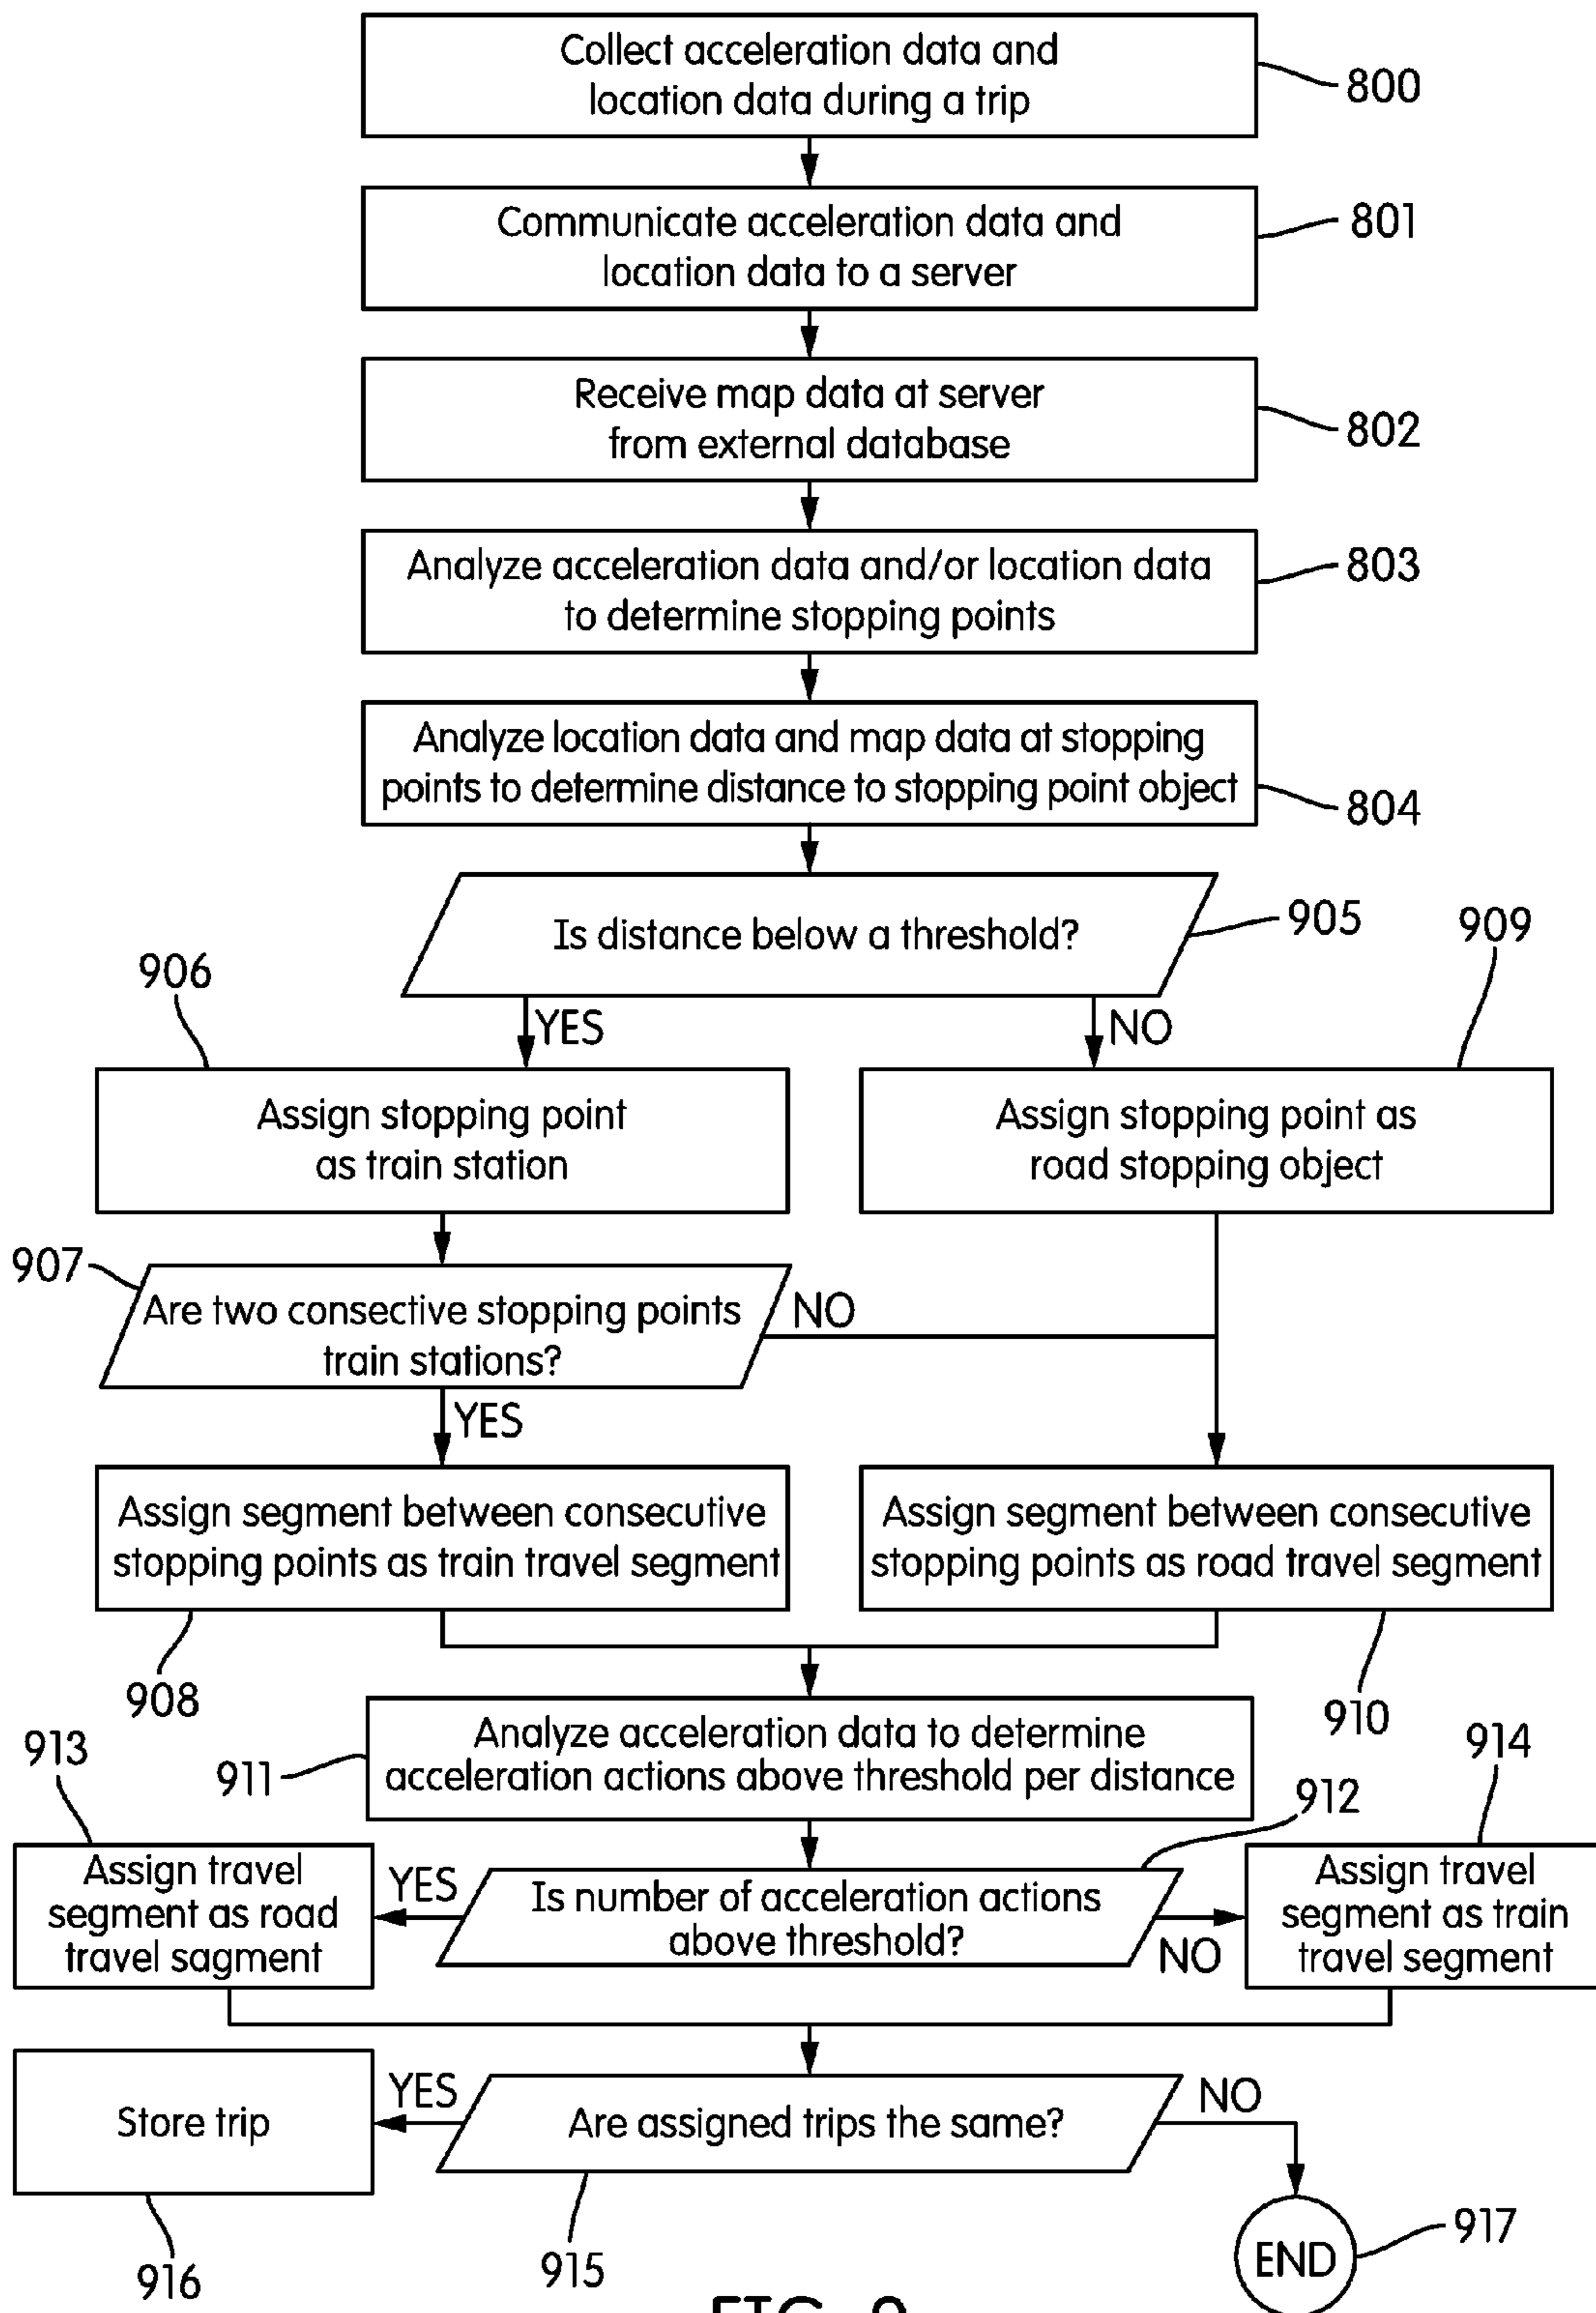 Collect acceleration data and
location data during a trip
800
Communicate acceleration data and
location data to a server
801
Receive map data at server
from external database
802
Analyze acceleration data and/or location data
to determine stopping points
803
Analyze location data and map data at stopping
points to determine distance to stopping point object
804
Is distance below a threshold?
905
909
906
YES
NO
Assign stopping point
as train station
Assign stopping point as
road stopping object
907
Are two consective stopping points
train stations?
NO
YES
Assign segment between consecutive
stopping points as train travel segment
Assign segment between consecutive
stopping points as road travel segment
908
910
Analyze acceleration data to determine
acceleration actions above threshold per distance
911
913
914
912
Assign travel
segment as road
travel sagment
YES
Is number of acceleration actions
above threshold?
NO
Assign travel
segment as train
travel segment
Store trip
YES
Are assigned trips the same?
NO
916
915
END
917